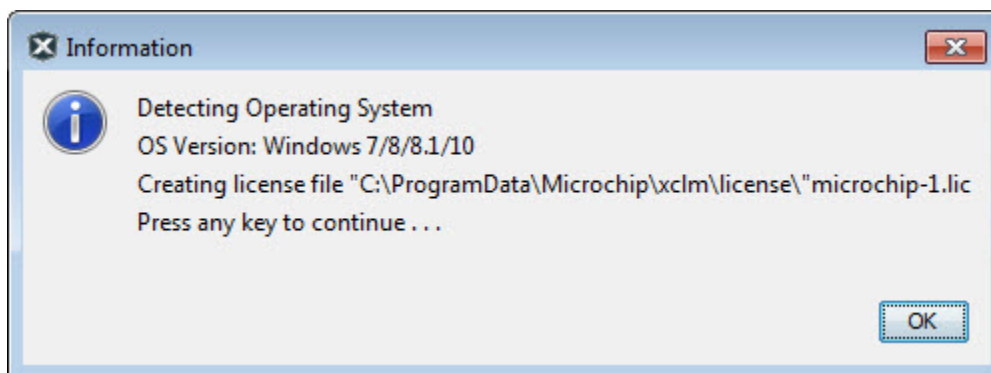 Information
Detecting Operating System
OS Version: Windows 7/8/8.1/10
Creating license file "C:\ProgramData\Microchip\xclm\license\"microchip-1.lic
Press any key to continue . . .
OK